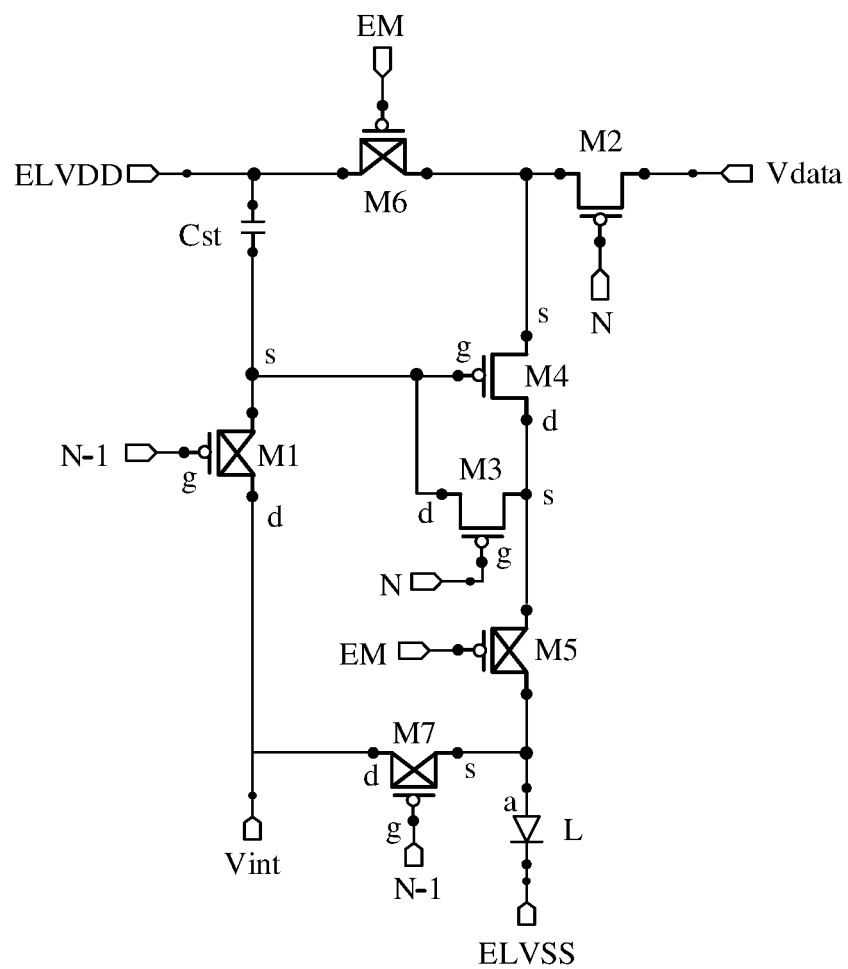 EM
M2
ELVDD
Vdata
M6
Cst
N
s
s
g
M4
d
N-1
M1
M3
g
s
d
d
g
N
EM
M5
M7
d
s
a
g
L
Vint
N-1
ELVSS